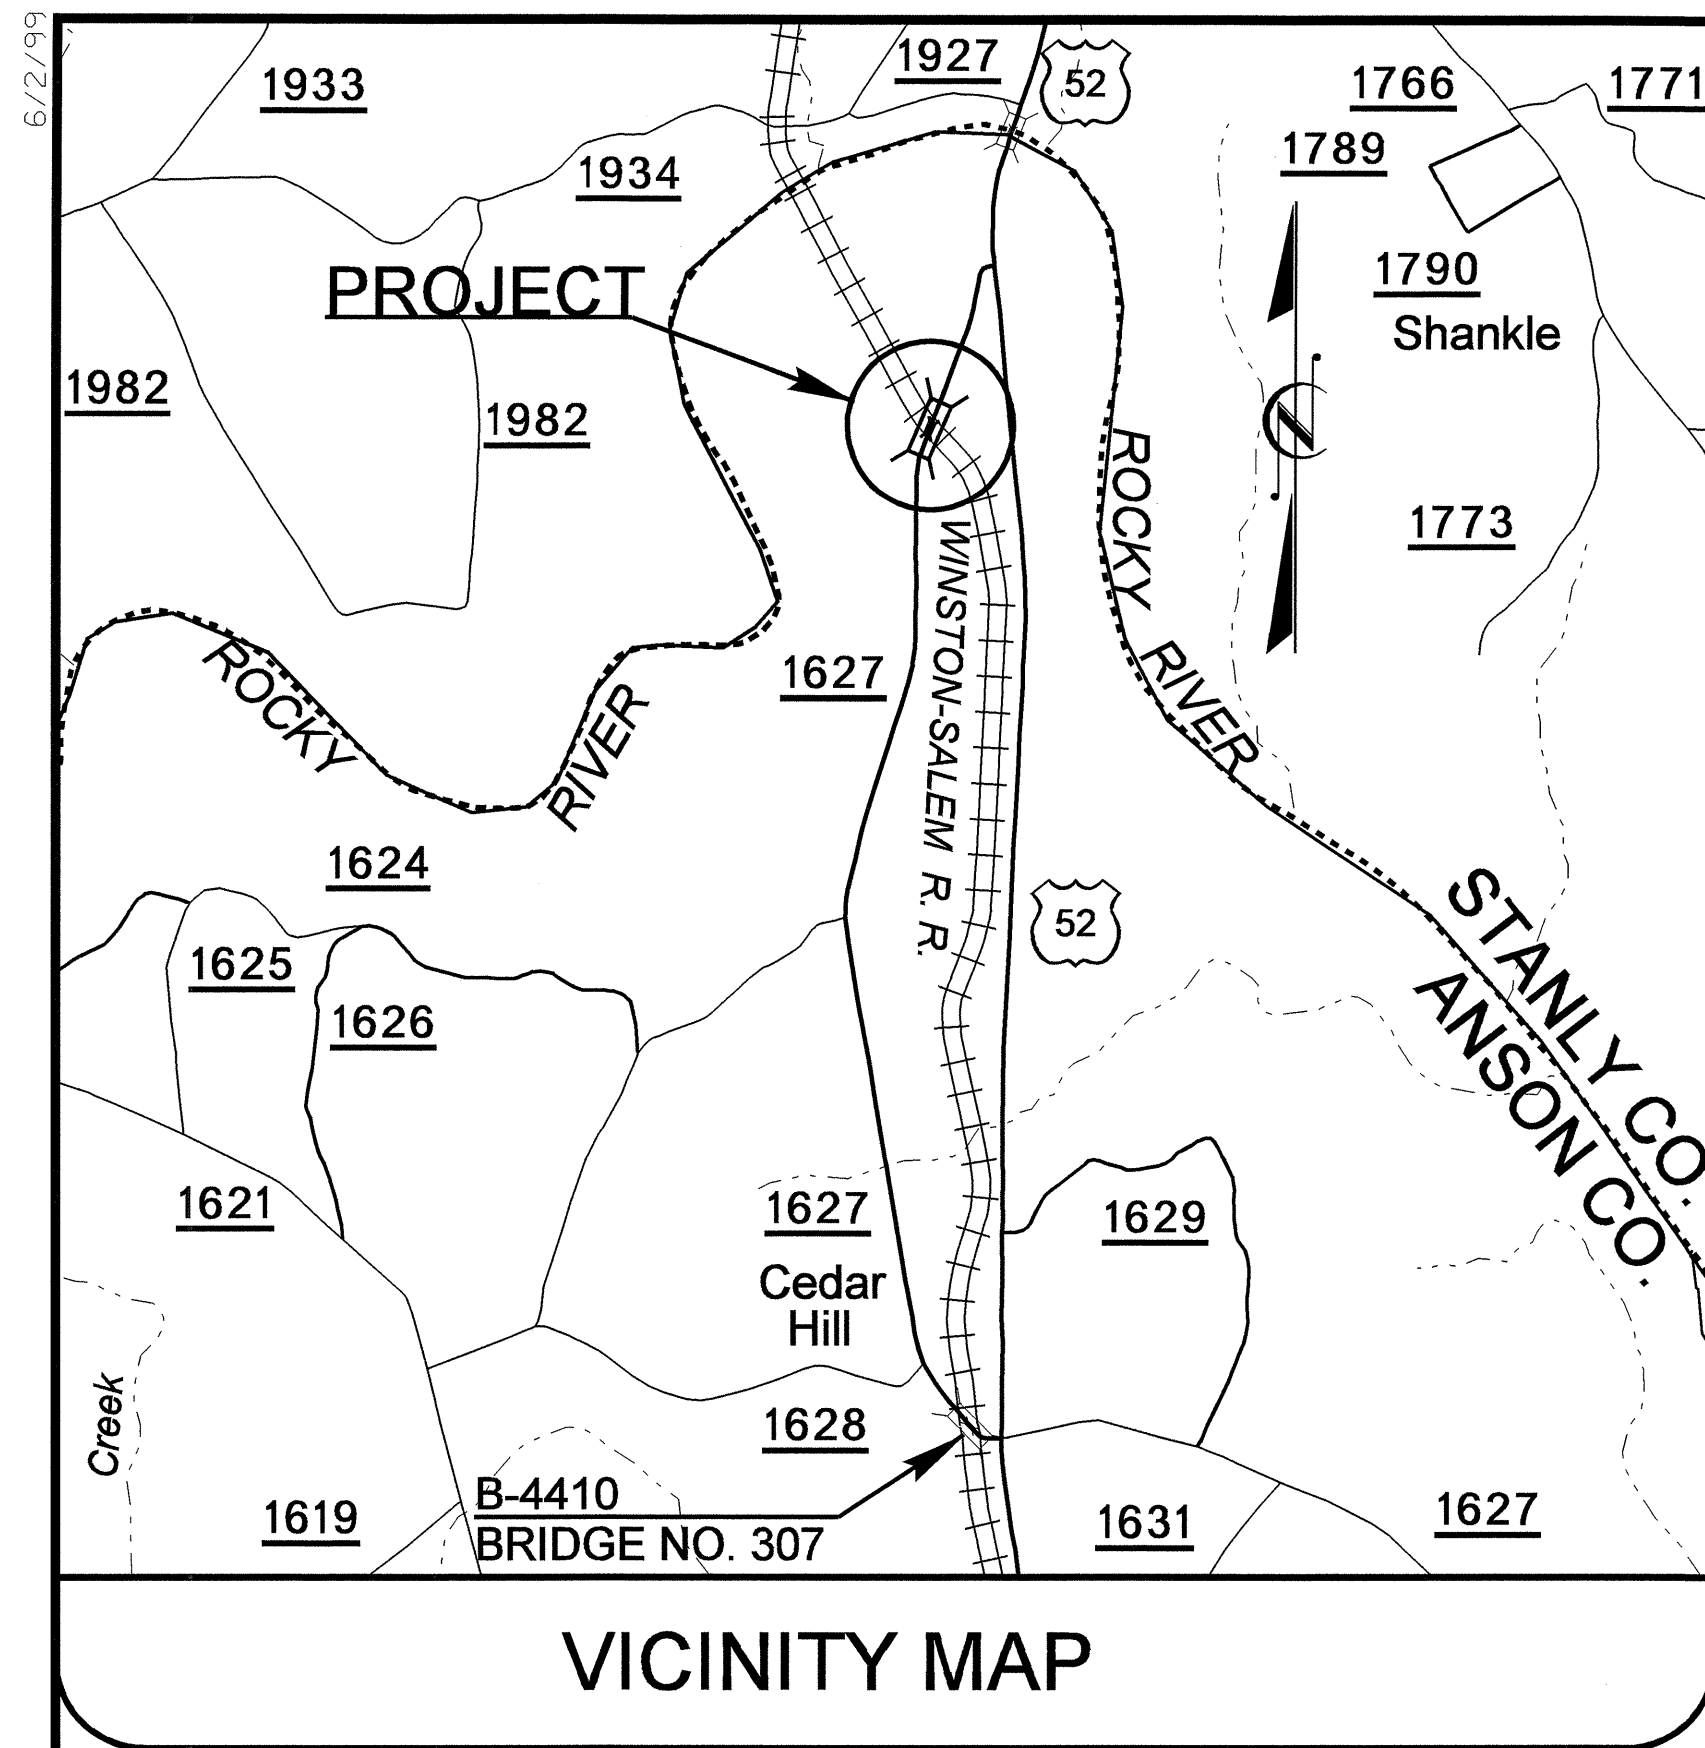 6/2/99
1933
1927
52
1766
1771
1789
1934
1790
Shankle
PROJECT
1982
1982
N
1773
ROCKY
RIVER
WINSTON-SALEM R. R.
1627
ROCKY
RIVER
1624
52
STANLY CO.
ANSON CO.
1625
1626
1621
1627
1629
Cedar
Hill
Creek
1628
B-4410
BRIDGE NO. 307
1619
1631
1627
VICINITY MAP